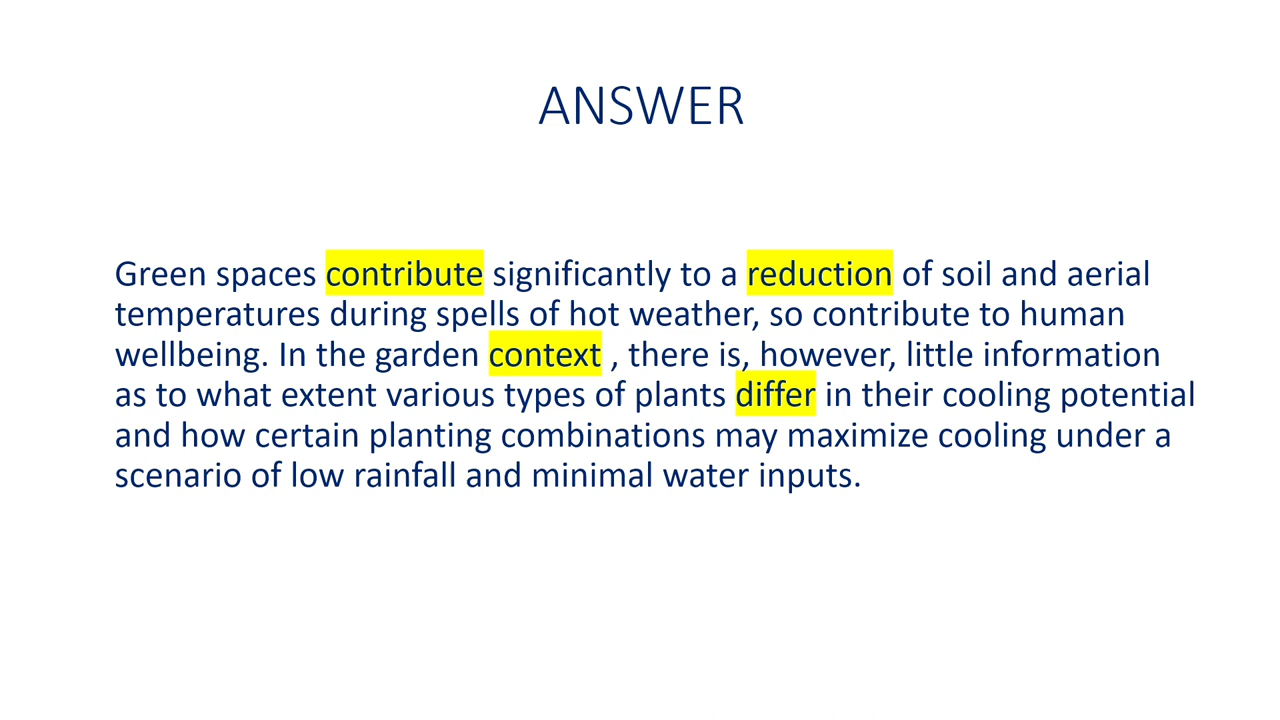 ANSWER
Green spaces contribute significantly to a reduction of soil and aerial
temperatures during spells of hot weather, so contribute to human
wellbeing. In the garden context , there is, however, little information
as to what extent various types of plants differ in their cooling potential
and how certain planting combinations may maximize cooling under a
scenario of low rainfall and minimal water inputs.